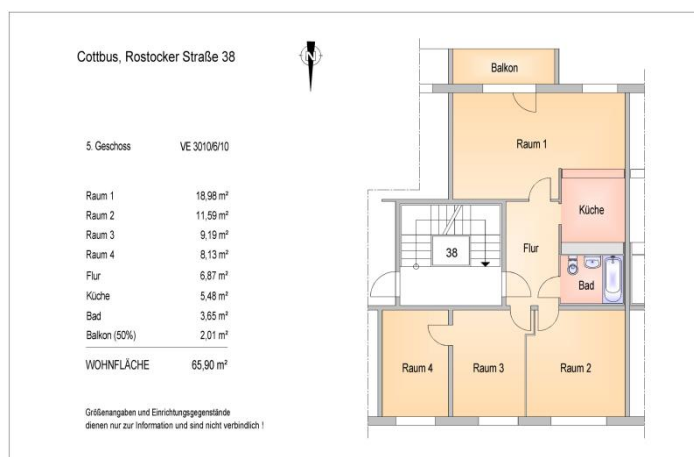 Cottbus, Rostocker Straße 38
N
5. Geschoss VE 3010/6/10
Raum 1 18,98 m²
Raum 2 11,59 m²
Raum 3 9,19 m²
Raum 4 8,13 m²
Flur 6,87 m²
Küche 5,48 m²
Bad 3,65 m²
Balkon (50%) 2,01 m²
WOHNFLÄCHE 65,90 m²
Größenangaben und Einrichtungsgegenstände
dienen nur zur Information und sind nicht verbindlich !
Balkon
Raum 1
Küche
Flur
38
Bad
Raum 4
Raum 3
Raum 2